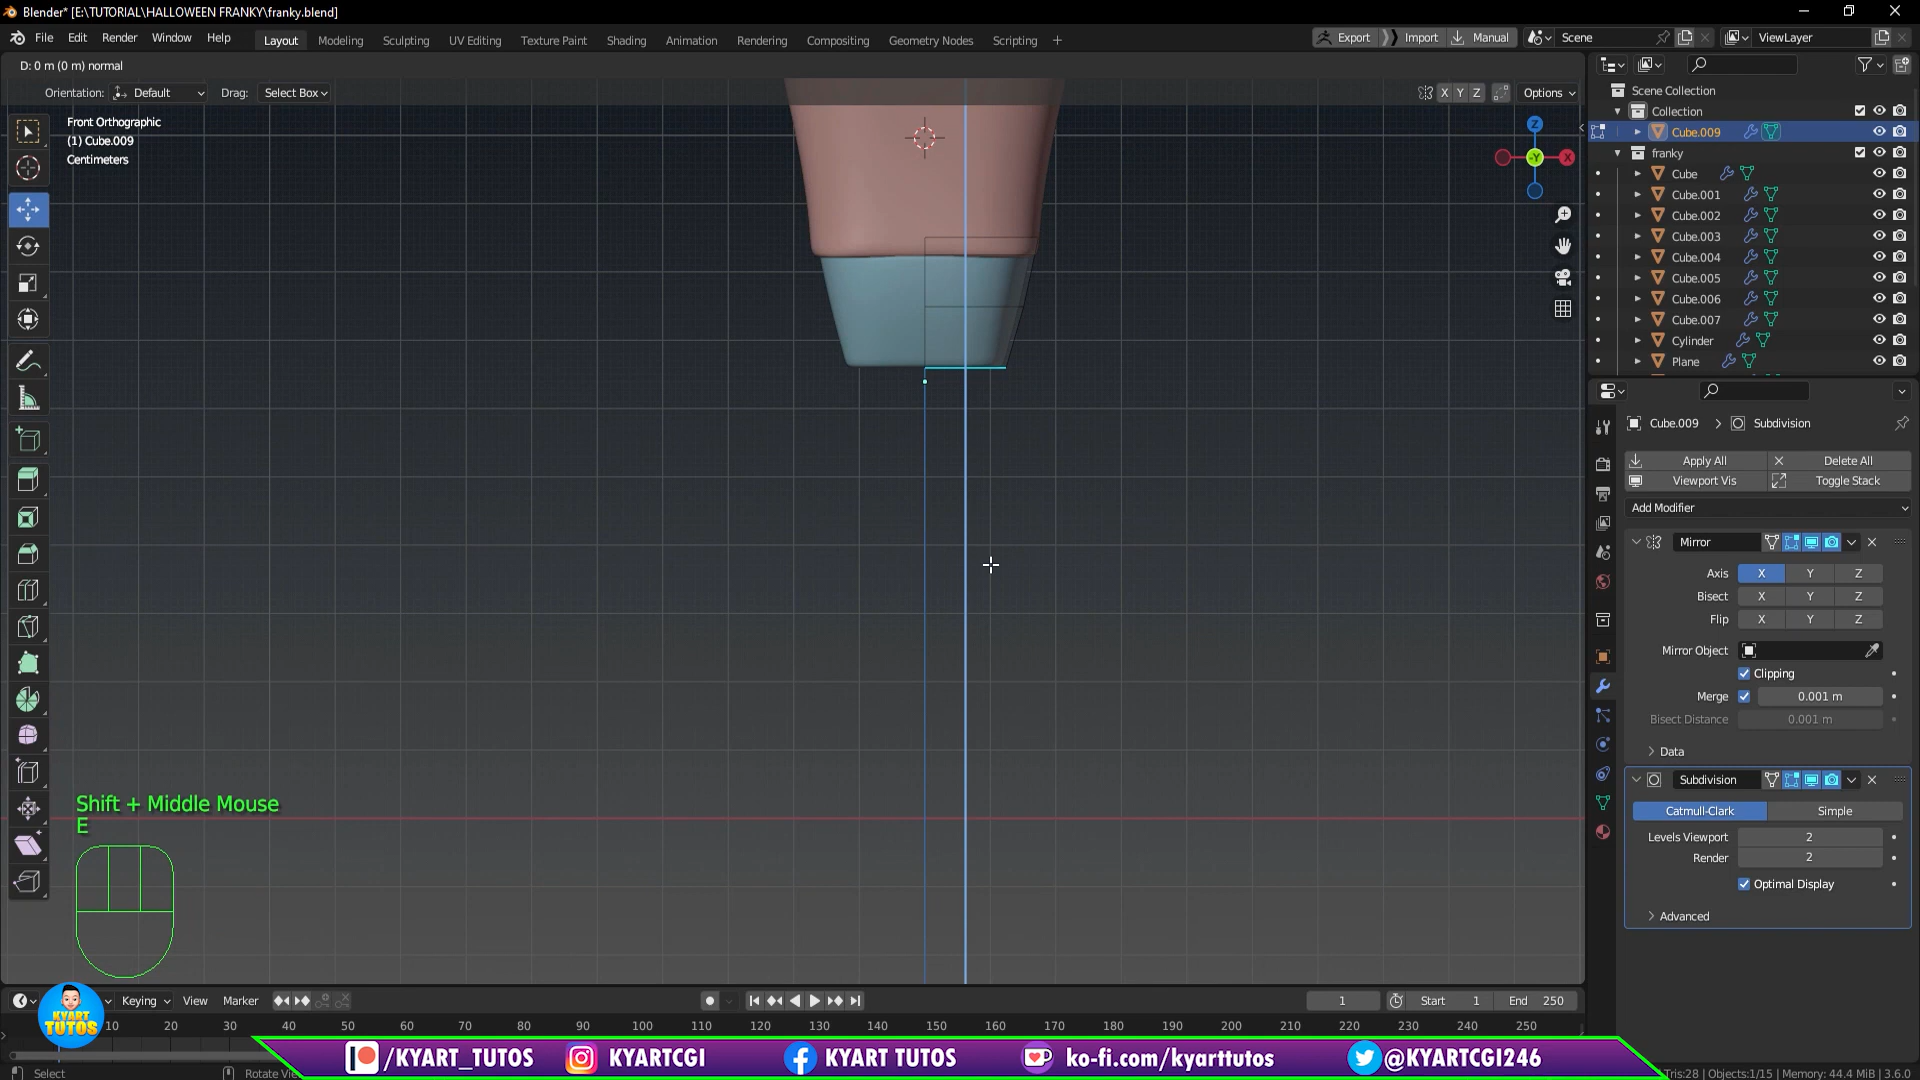 Blender* [E:\TUTORIAL\HALLOWEEN FRANKY\franky.blend]
File Edit Render Window Help Layout Modeling Sculpting UV Editing Texture Paint Shading Animation Rendering Compositing Geometry Nodes Scripting + Export Import Manual Scene ViewLayer
D: 0 m (0 m) normal
Orientation: Default Drag: Select Box X Y Z Options
Scene Collection
Front Orthographic
(1) Cube.009
Centimeters
Collection
Cube.009
franky
Cube
Cube.001
Cube.002
Cube.003
Cube.004
Cube.005
Cube.006
Cube.007
Cylinder
Plane
Z
-Y
X
Cube.009 > Subdivision
Apply All Delete All
Viewport Vis Toggle Stack
Add Modifier
Mirror
Axis X Y Z
Bisect X Y Z
Flip X Y Z
Mirror Object
Clipping
Merge 0.001 m
Bisect Distance 0.001 m
Data
Subdivision
Catmull-Clark Simple
Levels Viewport 2
Render 2
Optimal Display
Advanced
Shift + Middle Mouse
E
Keying View Marker 1 Start 1 End 250
10 20 30 40 50 60 70 80 90 100 110 120 130 140 150 160 170 180 190 200 210 220 230 240 250
KYART
TUTOS
/KYART_TUTOS KYARTCGI KYART TUTOS ko-fi.com/kyarttutos @KYARTCGI246
Select Rotate Vie Tris:28 | Objects:1/15 | Memory: 44.4 MiB | 3.6.0